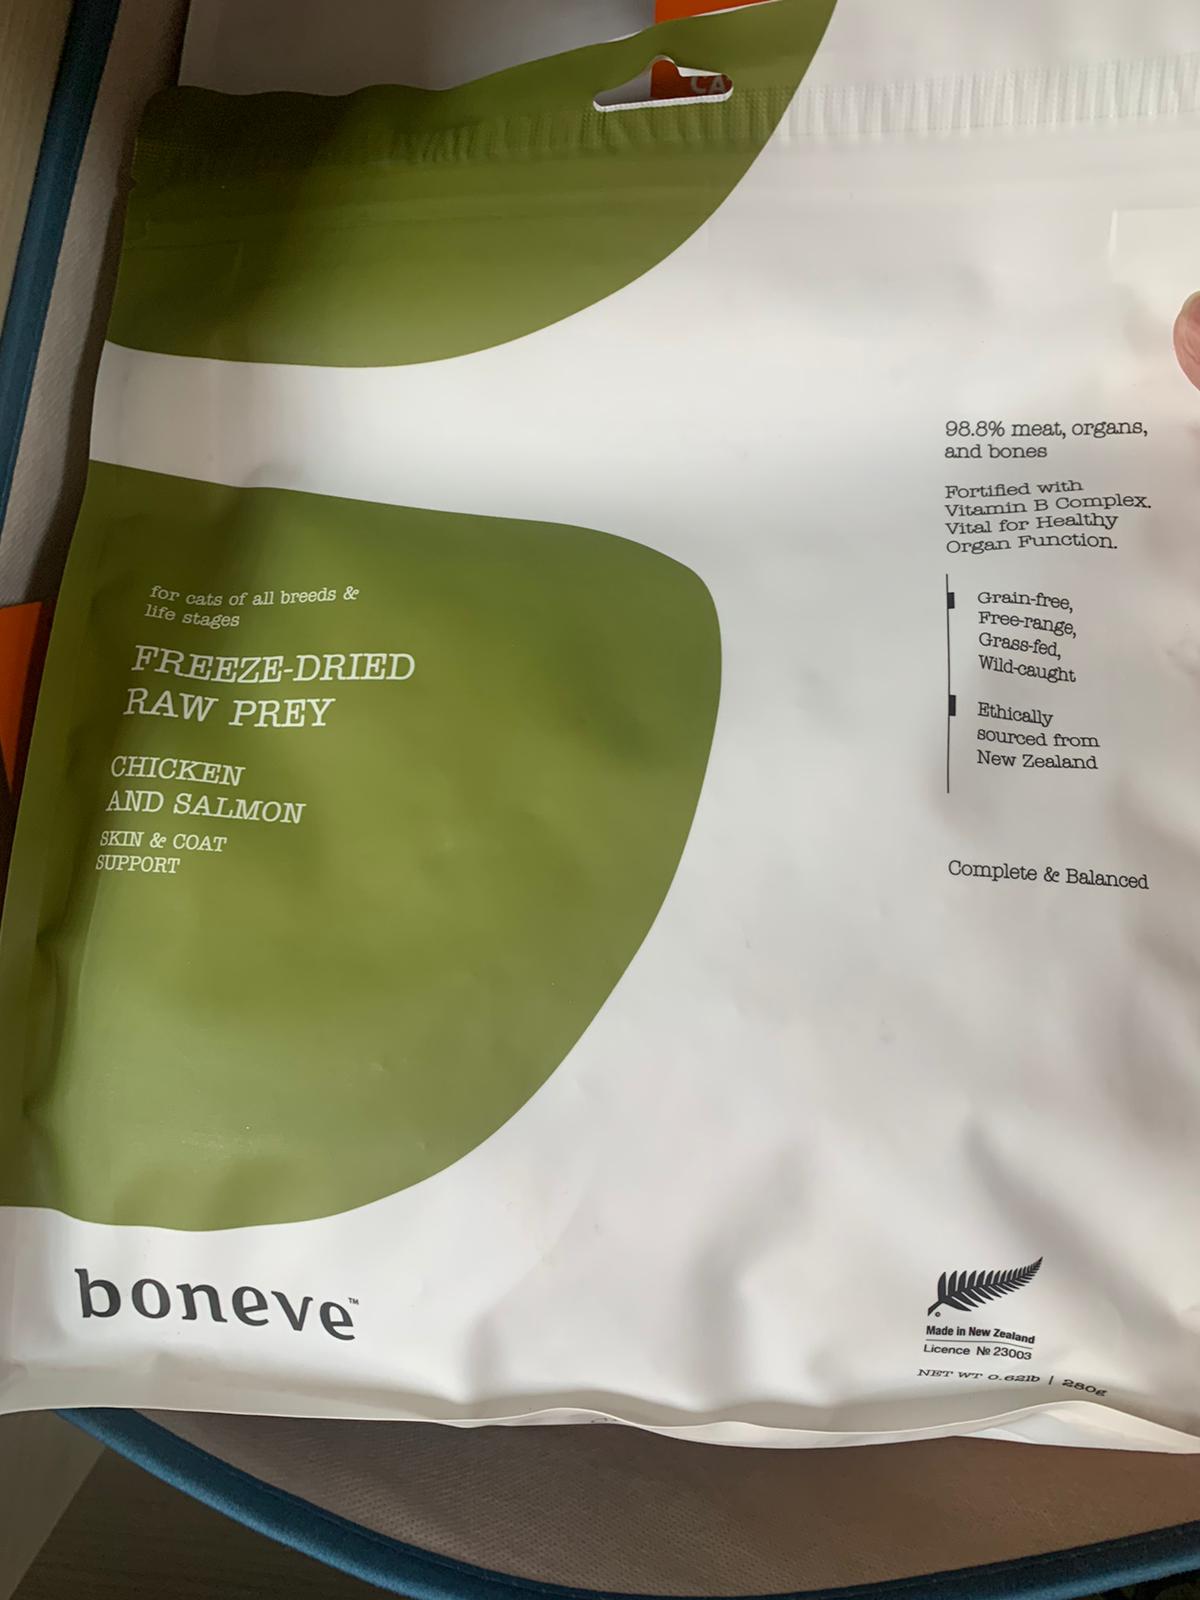 for cats of all breeds &
life stages
FREEZE-DRIED
RAW PREY
CHICKEN
AND SALMON
SKIN & COAT
SUPPORT
boneve™
98.8% meat, organs,
and bones
Fortified with
Vitamin B Complex.
Vital for Healthy
Organ Function.
Grain-free,
Free-range,
Grass-fed,
Wild-caught
Ethically
sourced from
New Zealand
Complete & Balanced
Made in New Zealand
Licence № 23003
NET WT 0.62lb | 280g
CA